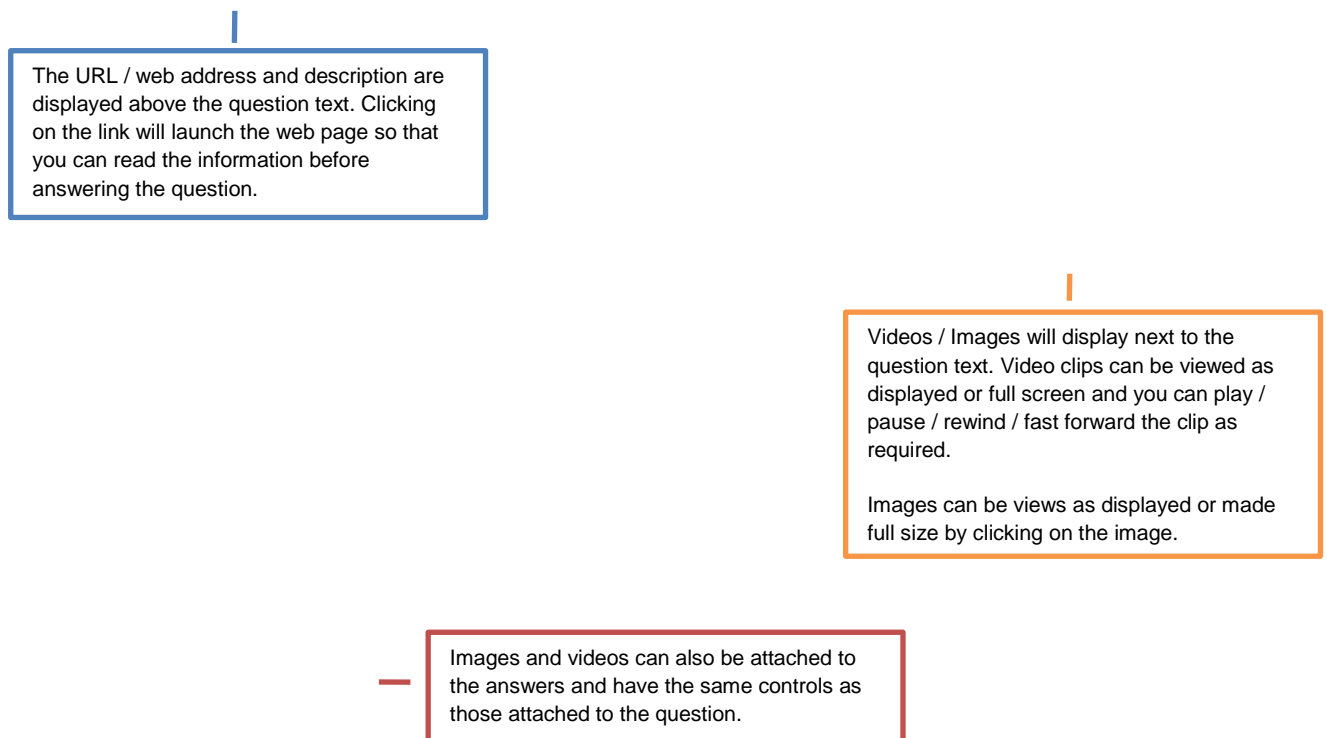 The URL / web address and description are
displayed above the question text. Clicking
on the link will launch the web page so that
you can read the information before
answering the question.
Videos / Images will display next to the
question text. Video clips can be viewed as
displayed or full screen and you can play /
pause / rewind / fast forward the clip as
required.
Images can be views as displayed or made
full size by clicking on the image.
Images and videos can also be attached to
the answers and have the same controls as
those attached to the question.